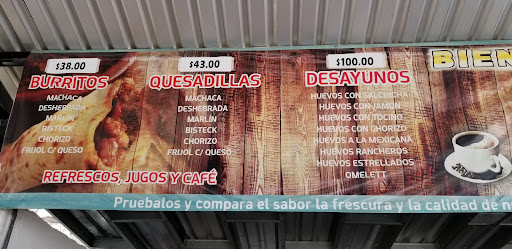 $38.00
BURRITOS
MACHACA
DESHEBRADA
MARLÍN
BISTECK
CHORIZO
FRIJOL C/ QUESO
$43.00
QUESADILLAS
MACHACA
DESHEBRADA
MARLÍN
BISTECK
CHORIZO
FRIJOL C/ QUESO
$100.00
DESAYUNOS
HUEVOS CON SALCHICHA
HUEVOS CON JAMON
HUEVOS CON TOCINO
HUEVOS CON CHORIZO
HUEVOS A LA MEXICANA
HUEVOS RANCHEROS
HUEVOS ESTRELLADOS
OMELETT
BIEN
REFRESCOS, JUGOS Y CAFÉ
Pruebalos y compara el sabor la frescura y la calidad de n